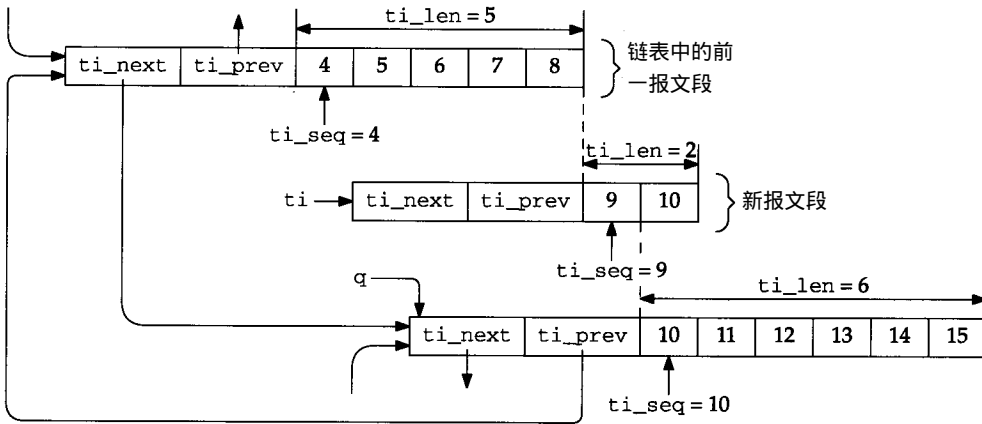 ti_len = 5
ti_next ti_prev 4 5 6 7 8
链表中的前
一报文段
ti_seq = 4
ti_len = 2
ti ti_next ti_prev 9 10
新报文段
ti_seq = 9
q
ti_len = 6
ti_next ti_prev 10 11 12 13 14 15
ti_seq = 10